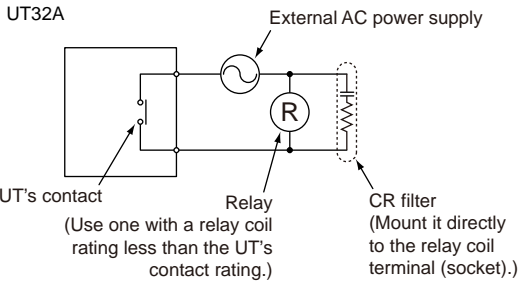 UT32A
External AC power supply
R
UT's contact
Relay
(Use one with a relay coil
rating less than the UT's
contact rating.)
CR filter
(Mount it directly
to the relay coil
terminal (socket).)